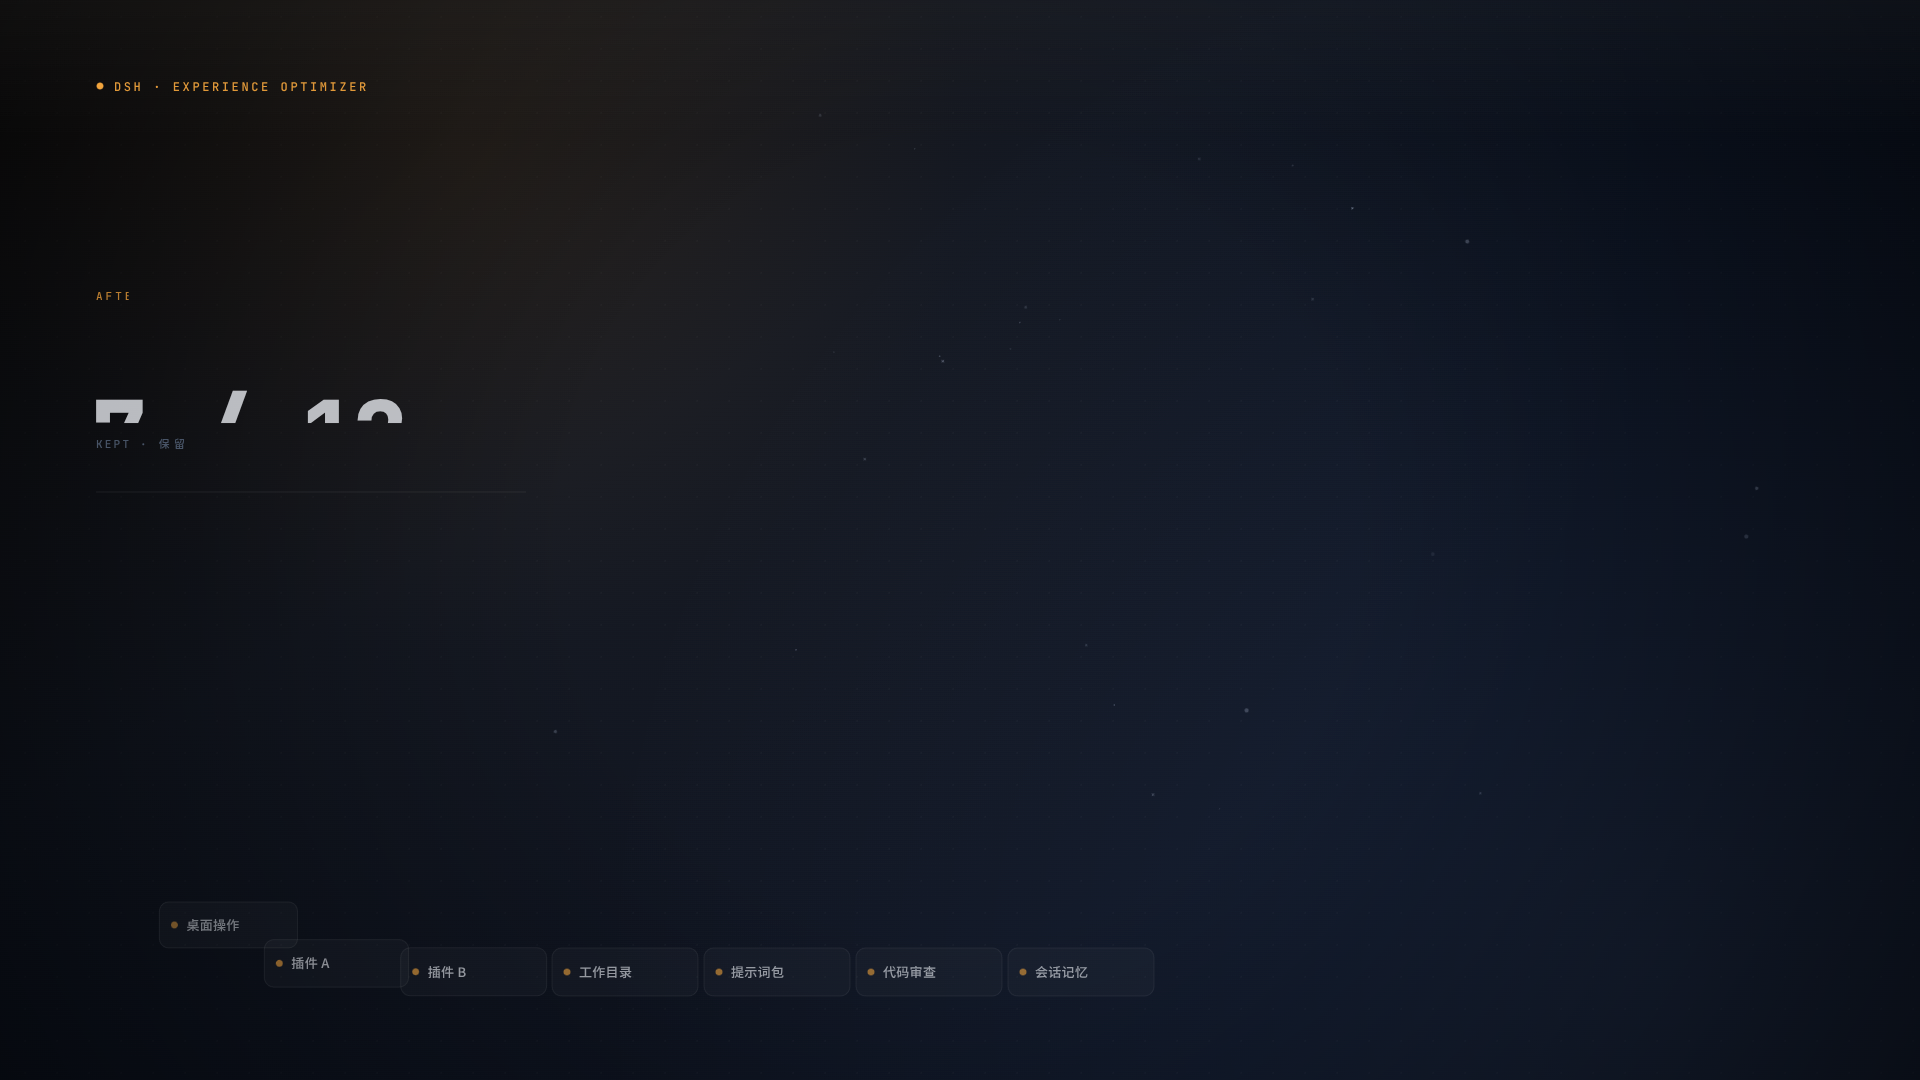 DSH · EXPERIENCE OPTIMIZER
AFTE
KEPT · 保留
桌面操作
插件 A
插件 B
工作目录
提示词包
代码审查
会话记忆